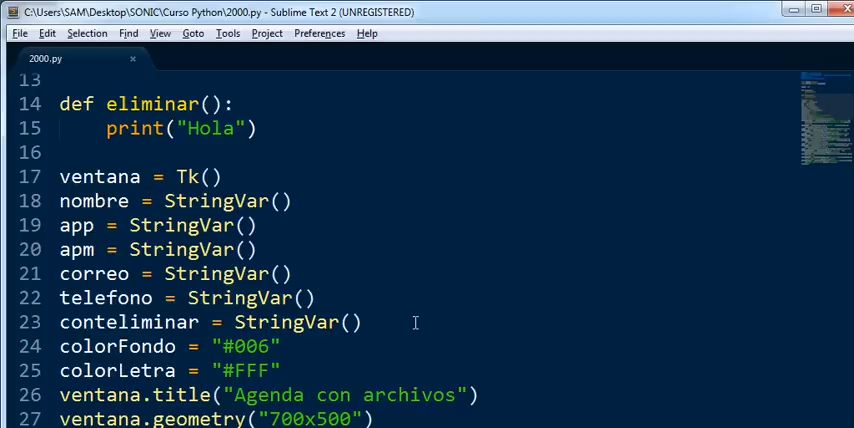 C:\Users\SAM\Desktop\SONIC\Curso Python\2000.py - Sublime Text 2 (UNREGISTERED)
File Edit Selection Find View Goto Tools Project Preferences Help
2000.py ×
13
14 def eliminar():
15     print("Hola")
16
17 ventana = Tk()
18 nombre = StringVar()
19 app = StringVar()
20 apm = StringVar()
21 correo = StringVar()
22 telefono = StringVar()
23 conteliminar = StringVar()
24 colorFondo = "#006"
25 colorLetra = "#FFF"
26 ventana.title("Agenda con archivos")
27 ventana.geometry("700x500")